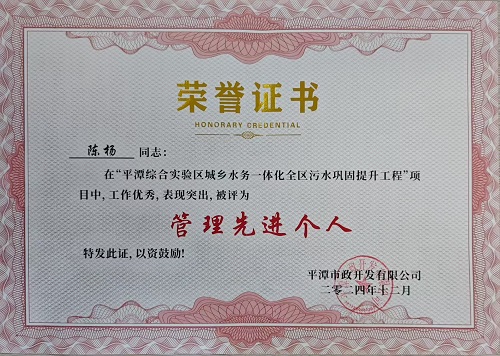 荣誉证书
HONORARY CREDENTIAL
陈杨 同志：
在“平潭综合实验区城乡水务一体化全区污水巩固提升工程”项
目中，工作优秀，表现突出，被评为
管理先进个人
特发此证，以资鼓励！
平潭市政开发有限公司
二〇二四年十二月